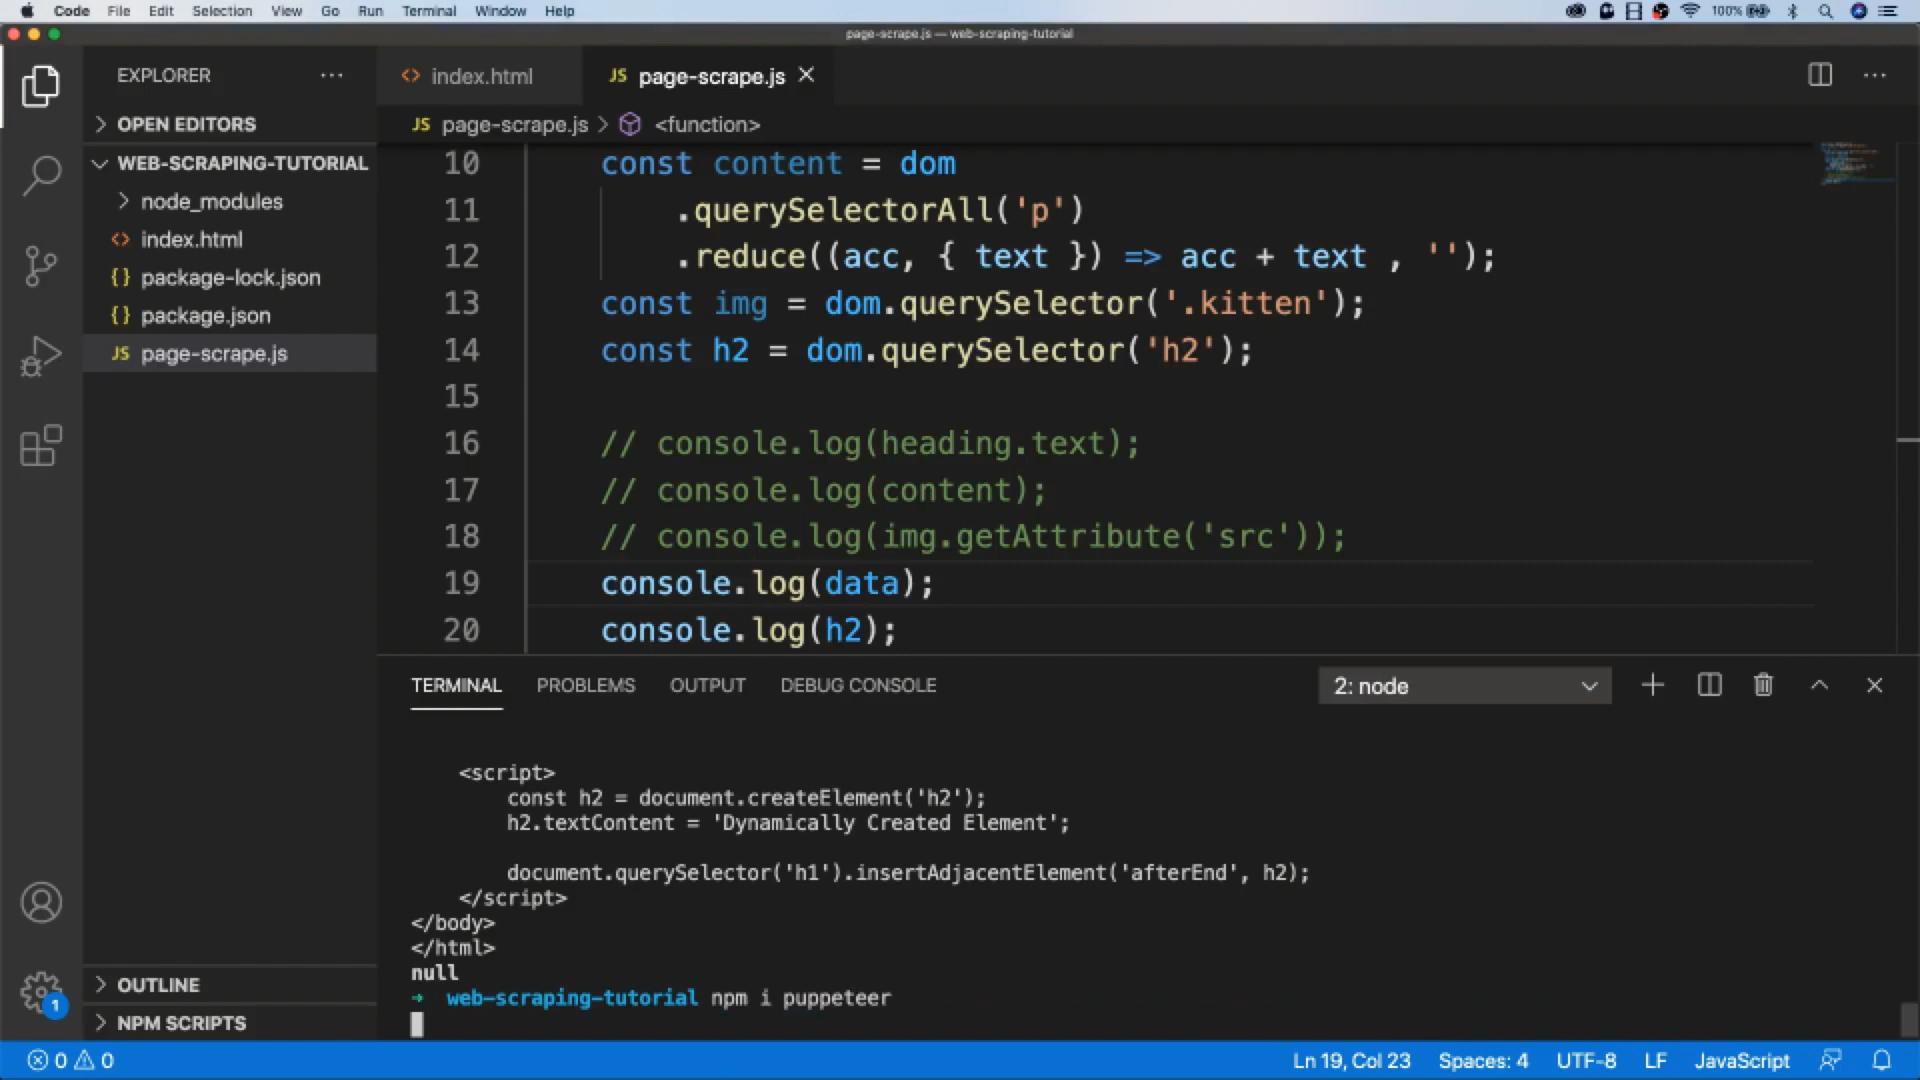 Code File Edit Selection View Go Run Terminal Window Help 100%
page-scrape.js — web-scraping-tutorial
EXPLORER
OPEN EDITORS
WEB-SCRAPING-TUTORIAL
node_modules
index.html
{} package-lock.json
{} package.json
JS page-scrape.js
OUTLINE
NPM SCRIPTS
1
<> index.html
JS page-scrape.js
JS page-scrape.js > <function>
10 const content = dom
11 .querySelectorAll('p')
12 .reduce((acc, { text }) => acc + text , '');
13 const img = dom.querySelector('.kitten');
14 const h2 = dom.querySelector('h2');
15
16 // console.log(heading.text);
17 // console.log(content);
18 // console.log(img.getAttribute('src'));
19 console.log(data);
20 console.log(h2);
TERMINAL PROBLEMS OUTPUT DEBUG CONSOLE 2: node
<script>
const h2 = document.createElement('h2');
h2.textContent = 'Dynamically Created Element';
document.querySelector('h1').insertAdjacentElement('afterEnd', h2);
</script>
</body>
</html>
null
→ web-scraping-tutorial npm i puppeteer
0 0 Ln 19, Col 23 Spaces: 4 UTF-8 LF JavaScript